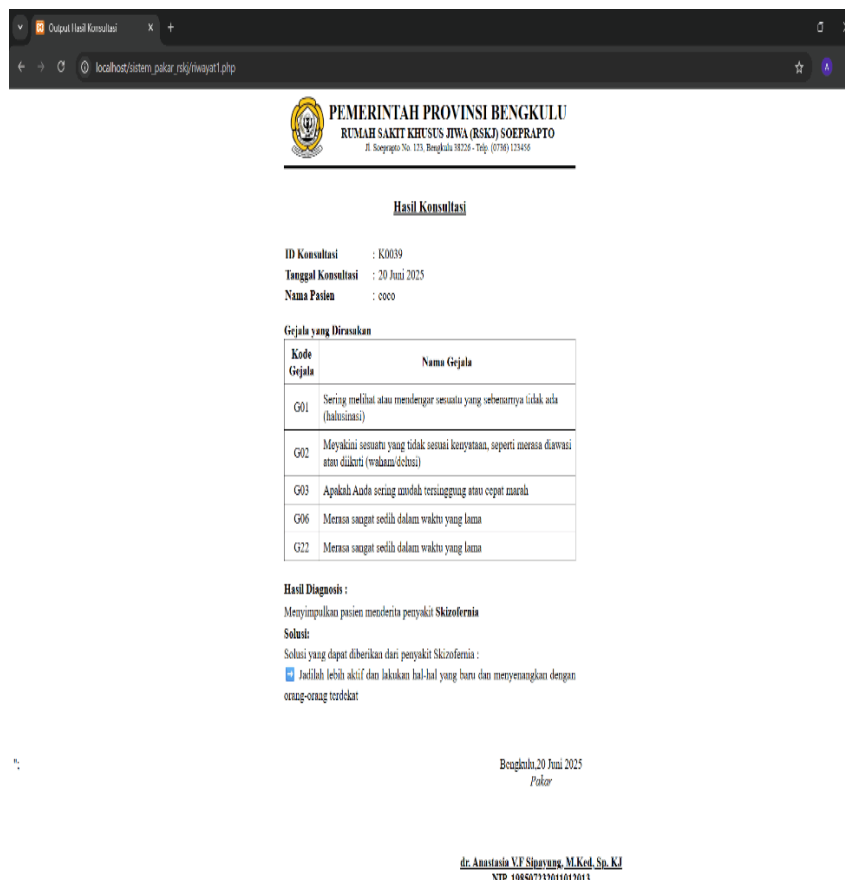 Output Hasil Konsultasi
localhost/sistem_pakar_rskj/riwayat1.php
A
PEMERINTAH PROVINSI BENGKULU
RUMAH SAKIT KHUSUS JIWA (RSKJ) SOEPRAPTO
Jl. Soeprapto No. 123, Bengkulu 38226 - Telp. (0736) 123456
Hasil Konsultasi
ID Konsultasi : K0039
Tanggal Konsultasi : 20 Juni 2025
Nama Pasien : coco
Gejala yang Dirasakan
Kode Gejala Nama Gejala
G01 Sering melihat atau mendengar sesuatu yang sebenarnya tidak ada
(halusinasi)
G02 Meyakini sesuatu yang tidak sesuai kenyataan, seperti merasa diawasi
atau diikuti (waham/delusi)
G03 Apakah Anda sering mudah tersinggung atau cepat marah
G06 Merasa sangat sedih dalam waktu yang lama
G22 Merasa sangat sedih dalam waktu yang lama
Hasil Diagnosis :
Menyimpulkan pasien menderita penyakit Skizofernia
Solusi:
Solusi yang dapat diberikan dari penyakit Skizofernia :
➡️ Jadilah lebih aktif dan lakukan hal-hal yang baru dan menyenangkan dengan
orang-orang terdekat
";
Bengkulu,20 Juni 2025
Pakar
dr. Anastasia V.F Sipayung, M.Ked, Sp. KJ
NIP. 198507232011012013